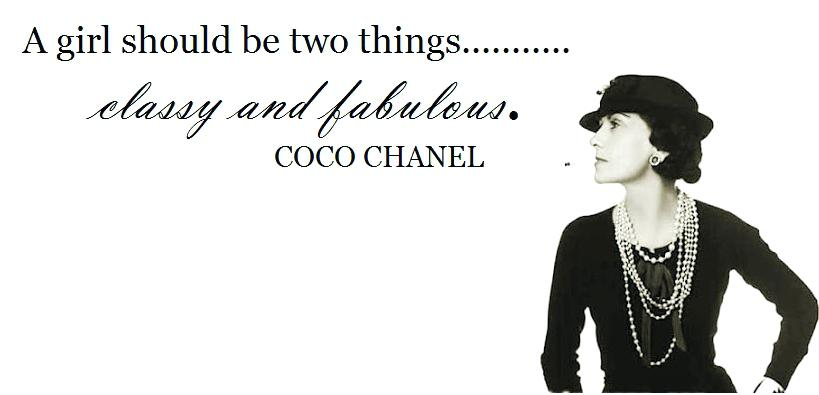 A girl should be two things...........
classy and fabulous.
COCO CHANEL